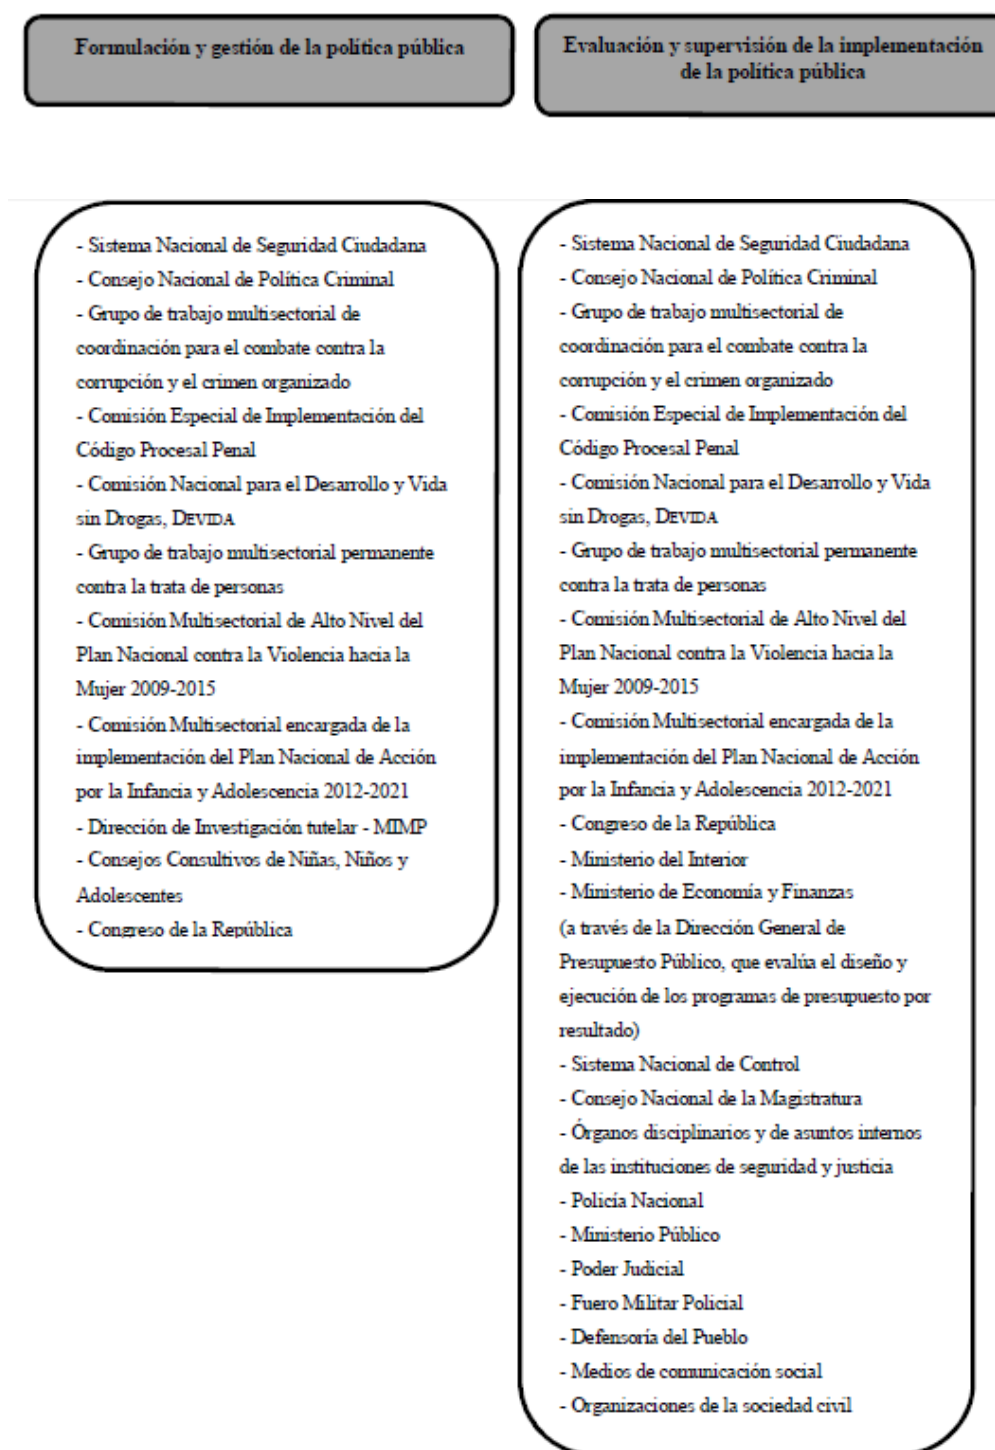 Formulación y gestión de la política pública
Evaluación y supervisión de la implementación
de la política pública
- Sistema Nacional de Seguridad Ciudadana
- Consejo Nacional de Política Criminal
- Grupo de trabajo multisectorial de
coordinación para el combate contra la
corrupción y el crimen organizado
- Comisión Especial de Implementación del
Código Procesal Penal
- Comisión Nacional para el Desarrollo y Vida
sin Drogas, DEVIDA
- Grupo de trabajo multisectorial permanente
contra la trata de personas
- Comisión Multisectorial de Alto Nivel del
Plan Nacional contra la Violencia hacia la
Mujer 2009-2015
- Comisión Multisectorial encargada de la
implementación del Plan Nacional de Acción
por la Infancia y Adolescencia 2012-2021
- Dirección de Investigación tutelar - MIMP
- Consejos Consultivos de Niñas, Niños y
Adolescentes
- Congreso de la República
- Sistema Nacional de Seguridad Ciudadana
- Consejo Nacional de Política Criminal
- Grupo de trabajo multisectorial de
coordinación para el combate contra la
corrupción y el crimen organizado
- Comisión Especial de Implementación del
Código Procesal Penal
- Comisión Nacional para el Desarrollo y Vida
sin Drogas, DEVIDA
- Grupo de trabajo multisectorial permanente
contra la trata de personas
- Comisión Multisectorial de Alto Nivel del
Plan Nacional contra la Violencia hacia la
Mujer 2009-2015
- Comisión Multisectorial encargada de la
implementación del Plan Nacional de Acción
por la Infancia y Adolescencia 2012-2021
- Congreso de la República
- Ministerio del Interior
- Ministerio de Economía y Finanzas
(a través de la Dirección General de
Presupuesto Público, que evalúa el diseño y
ejecución de los programas de presupuesto por
resultado)
- Sistema Nacional de Control
- Consejo Nacional de la Magistratura
- Órganos disciplinarios y de asuntos internos
de las instituciones de seguridad y justicia
- Policía Nacional
- Ministerio Público
- Poder Judicial
- Fuero Militar Policial
- Defensoría del Pueblo
- Medios de comunicación social
- Organizaciones de la sociedad civil